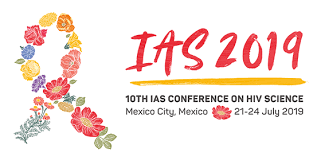 IAS 2019
10TH IAS CONFERENCE ON HIV SCIENCE
Mexico City, Mexico 21-24 July 2019